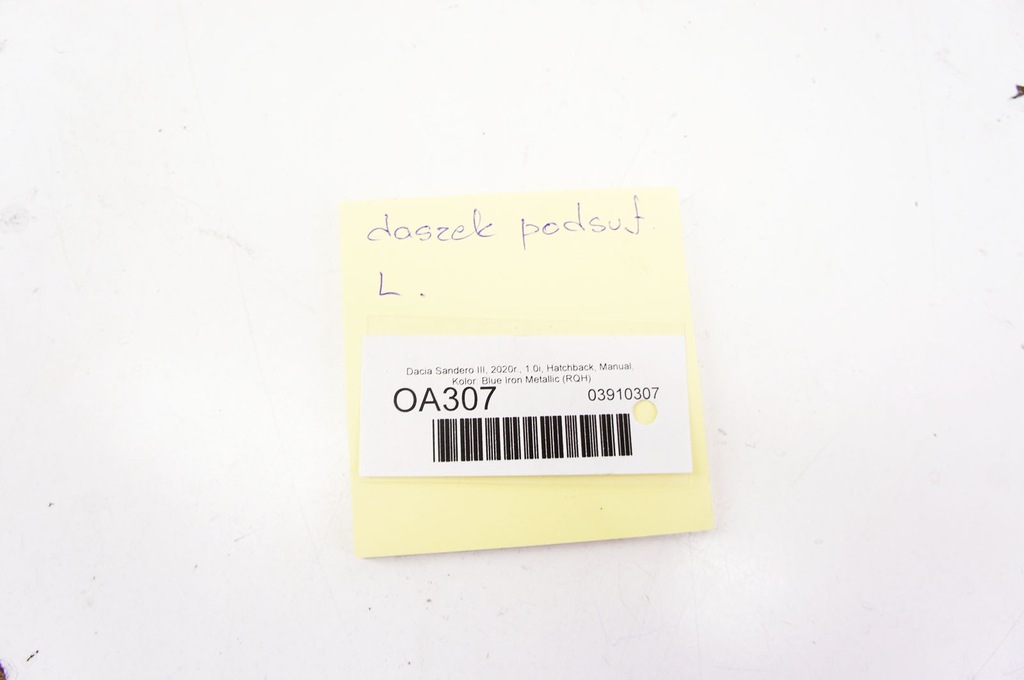 daszek podsuf.
L.
Dacia Sandero III, 2020r., 1.0i, Hatchback, Manual,
Kolor: Blue Iron Metallic (RQH)
OA307 03910307